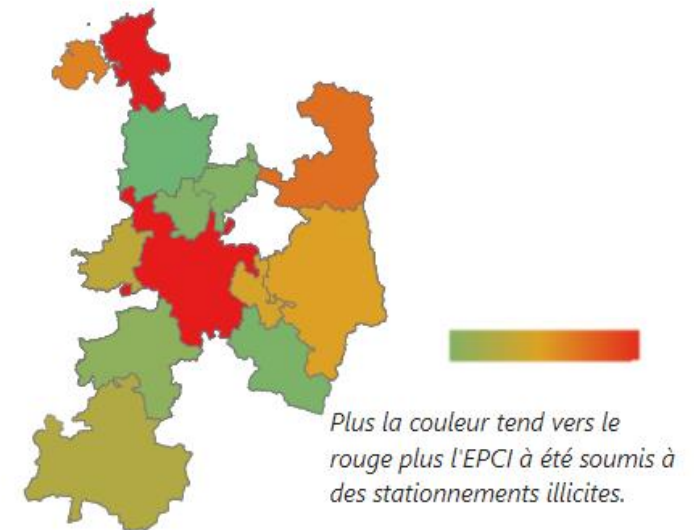 Plus la couleur tend vers le
rouge plus l'EPCI à été soumis à
des stationnements illicites.